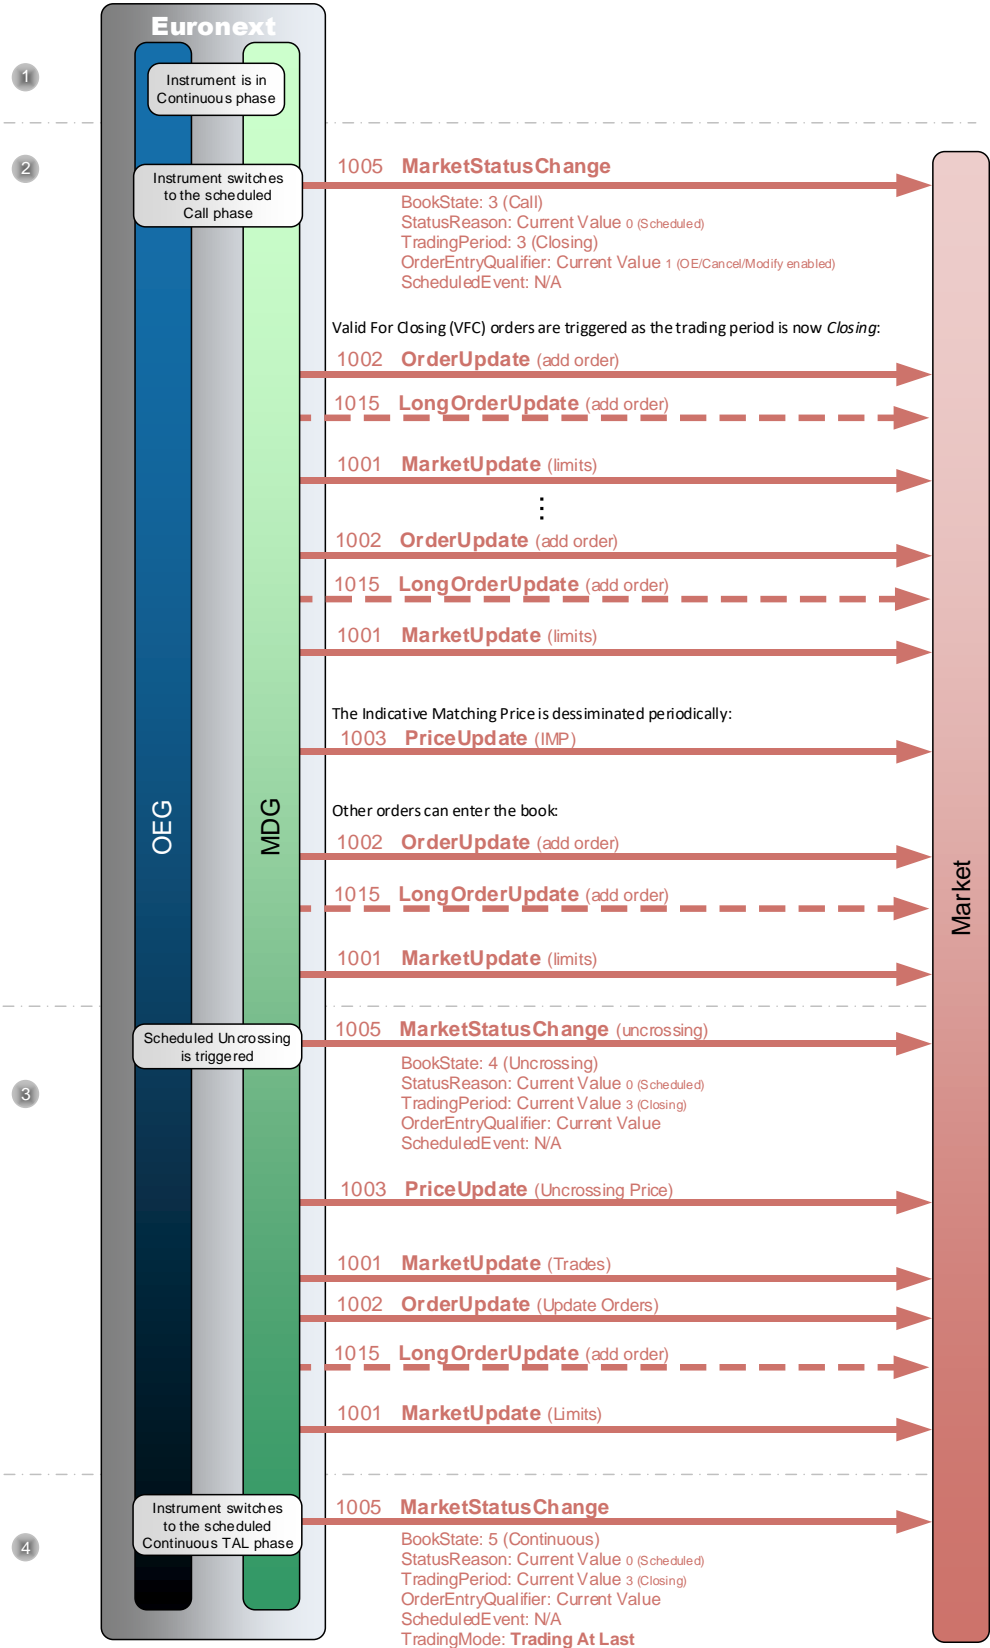 Euronext
1
Instrument is in
Continuous phase
2
Instrument switches
to the scheduled
Call phase
1005 MarketStatusChange
BookState: 3 (Call)
StatusReason: Current Value 0 (Scheduled)
TradingPeriod: 3 (Closing)
OrderEntryQualifier: Current Value 1 (OE/Cancel/Modify enabled)
ScheduledEvent: N/A
Valid For Closing (VFC) orders are triggered as the trading period is now Closing:
1002 OrderUpdate (add order)
1015 LongOrderUpdate (add order)
1001 MarketUpdate (limits)
⋮
1002 OrderUpdate (add order)
1015 LongOrderUpdate (add order)
1001 MarketUpdate (limits)
The Indicative Matching Price is dessiminated periodically:
1003 PriceUpdate (IMP)
Other orders can enter the book:
1002 OrderUpdate (add order)
1015 LongOrderUpdate (add order)
1001 MarketUpdate (limits)
OEG
MDG
Market
3
Scheduled Uncrossing
is triggered
1005 MarketStatusChange (uncrossing)
BookState: 4 (Uncrossing)
StatusReason: Current Value 0 (Scheduled)
TradingPeriod: Current Value 3 (Closing)
OrderEntryQualifier: Current Value
ScheduledEvent: N/A
1003 PriceUpdate (Uncrossing Price)
1001 MarketUpdate (Trades)
1002 OrderUpdate (Update Orders)
1015 LongOrderUpdate (add order)
1001 MarketUpdate (Limits)
4
Instrument switches
to the scheduled
Continuous TAL phase
1005 MarketStatusChange
BookState: 5 (Continuous)
StatusReason: Current Value 0 (Scheduled)
TradingPeriod: Current Value 3 (Closing)
OrderEntryQualifier: Current Value
ScheduledEvent: N/A
TradingMode: Trading At Last